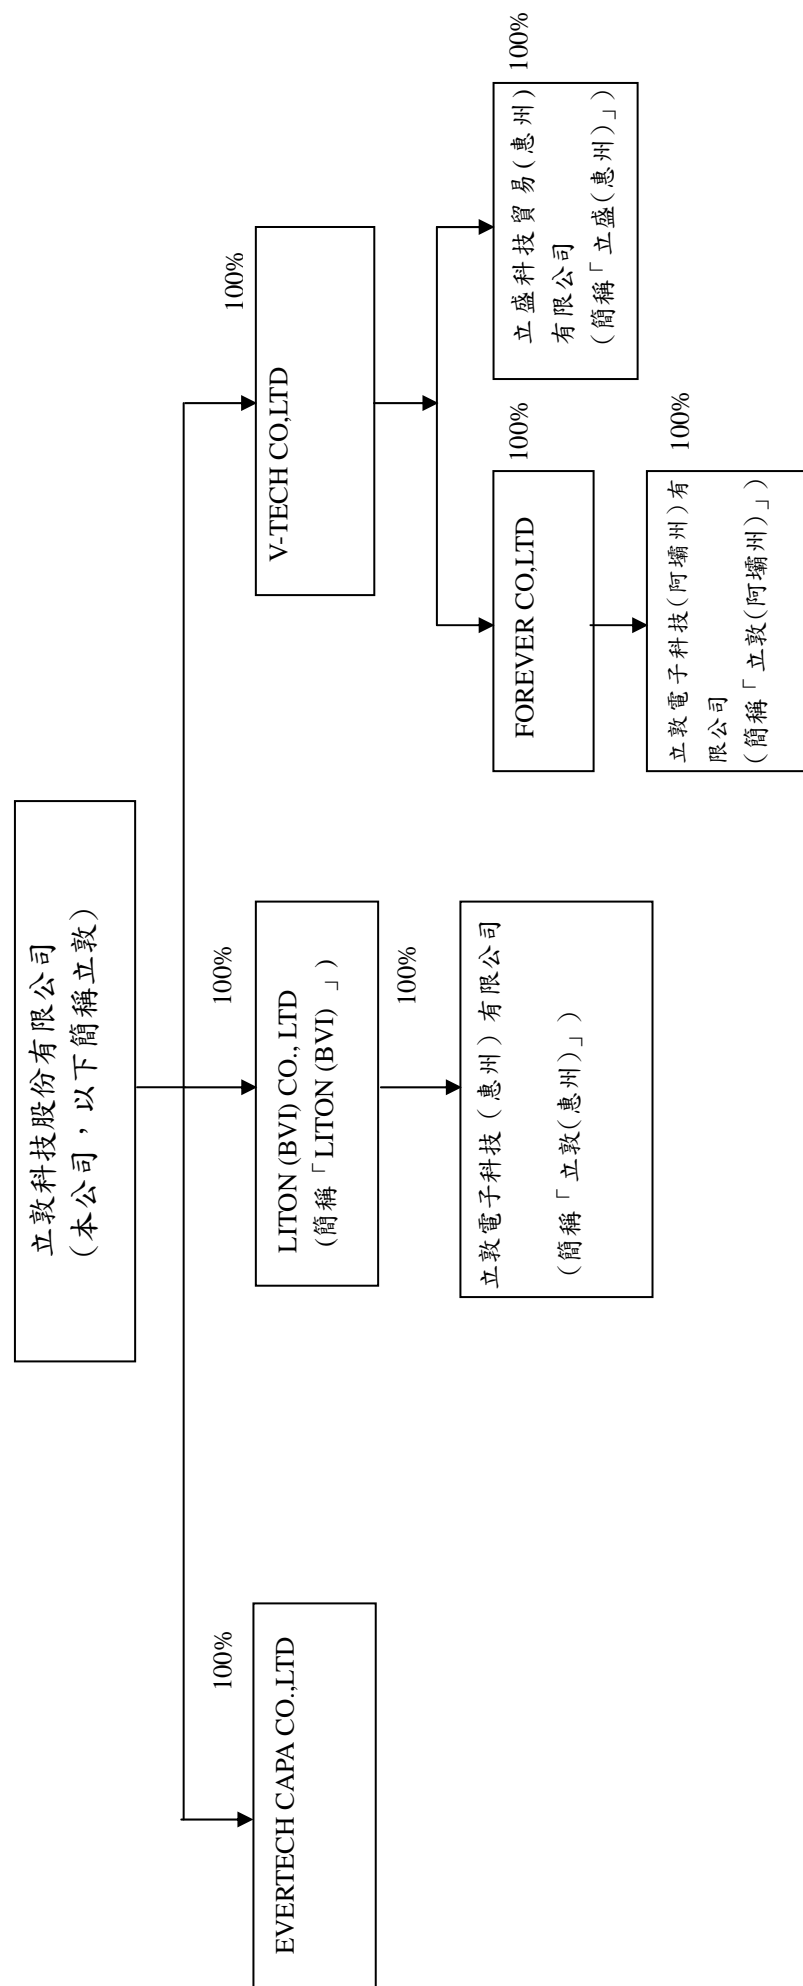 立敦科技股份有限公司
(本公司，以下簡稱立敦)
100%
EVERTECH CAPA CO.,LTD
100%
LITON (BVI) CO., LTD
(簡稱「LITON (BVI) 」)
100%
V-TECH CO,LTD
100%
立敦電子科技（惠州）有限公司
(簡稱「立敦(惠州)」)
100%
FOREVER CO,LTD
100%
立盛科技貿易(惠州)
有限公司
(簡稱「立盛(惠州)」)
100%
立敦電子科技(阿壩州)有
限公司
(簡稱「立敦(阿壩州)」)